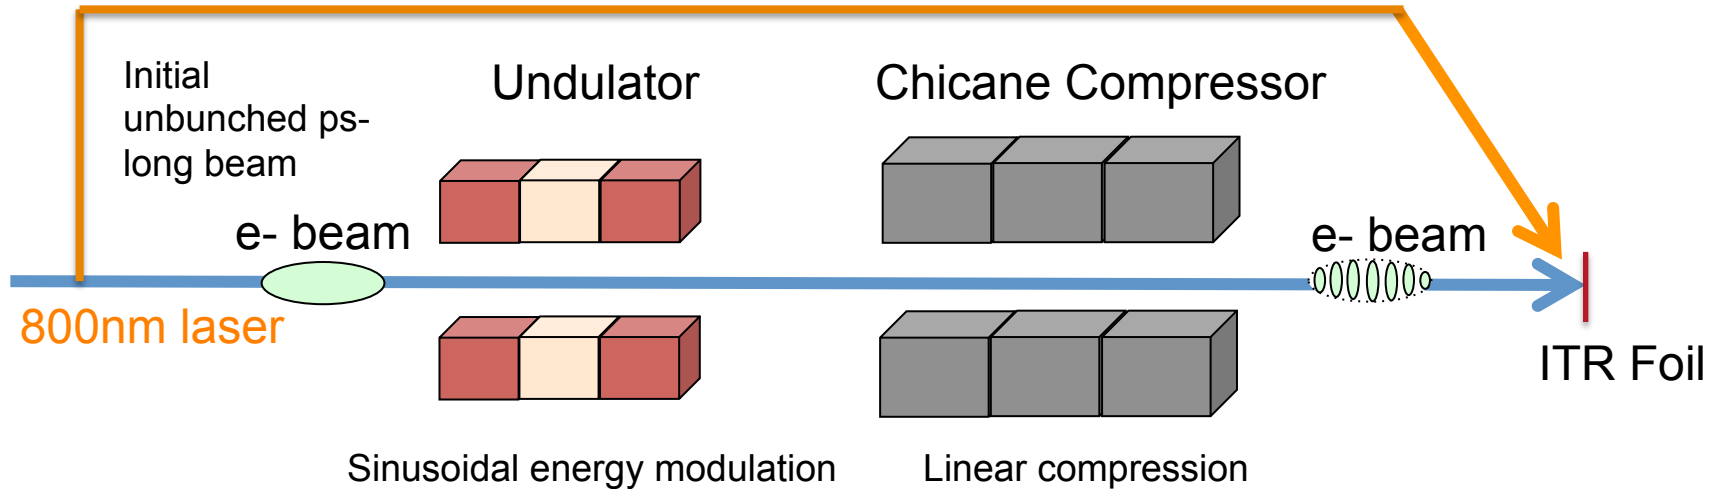 Initial
unbunched ps-
long beam
Undulator
Chicane Compressor
e- beam
e- beam
800nm laser
ITR Foil
Sinusoidal energy modulation
Linear compression